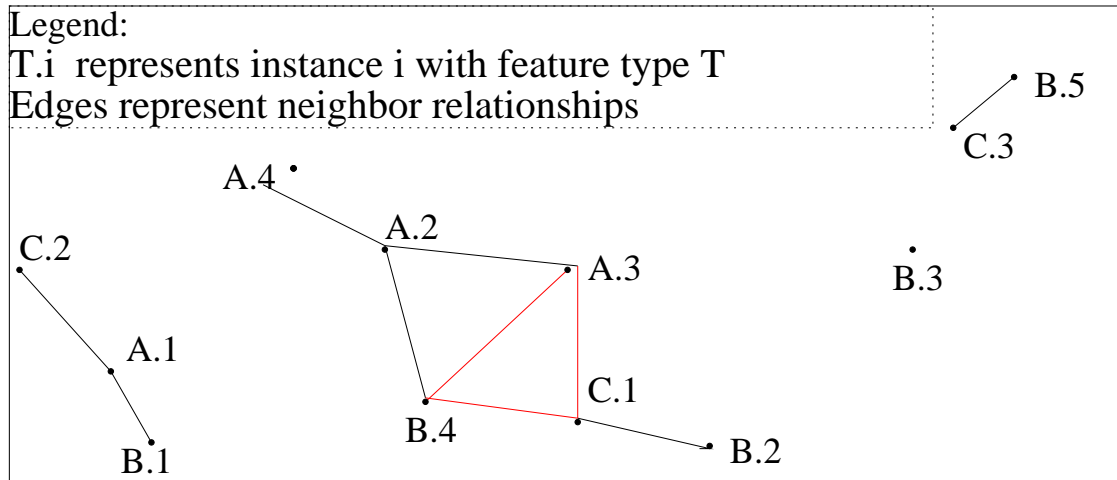 Legend:
T.i represents instance i with feature type T
Edges represent neighbor relationships
B.5
C.3
A.4
A.2
C.2
A.3
B.3
A.1
C.1
B.4
B.2
B.1